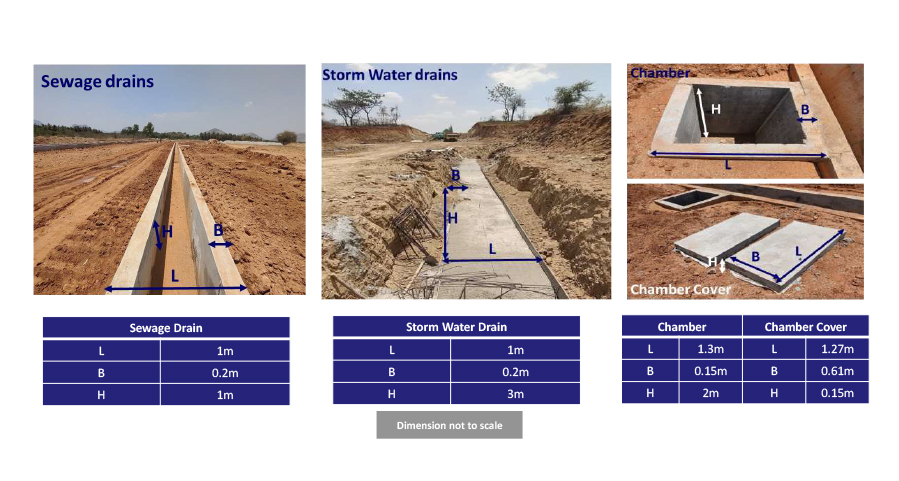 Sewage drains
H
B
L
Storm Water drains
B
H
L
Chamber
H
B
L
H
B
L
Chamber Cover
Sewage Drain
L 1m
B 0.2m
H 1m
Storm Water Drain
L 1m
B 0.2m
H 3m
Chamber Chamber Cover
L 1.3m L 1.27m
B 0.15m B 0.61m
H 2m H 0.15m
Dimension not to scale